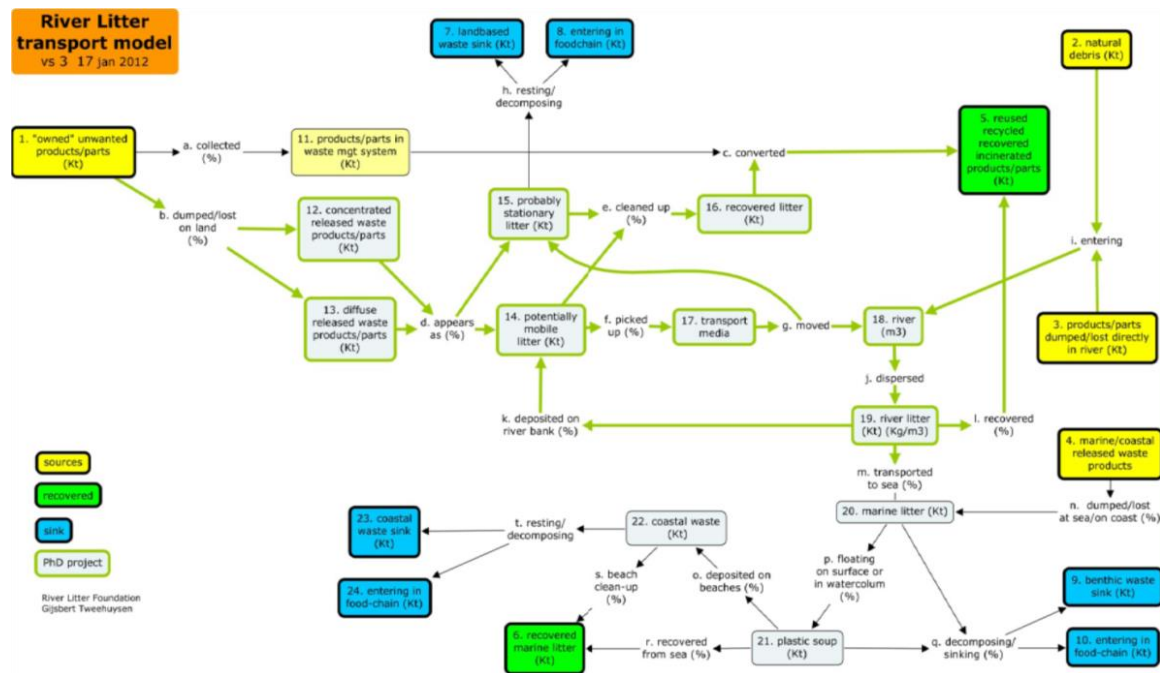 River Litter
transport model
vs 3 17 jan 2012
7. landbased
waste sink (Kt)
8. entering in
foodchain (Kt)
2. natural
debris (Kt)
h. resting/
decomposing
1. "owned" unwanted
products/parts
(Kt)
a. collected
(%)
11. products/parts in
waste mgt system
(Kt)
c. converted
5. reused
recycled
recovered
incinerated
products/parts
(Kt)
b. dumped/lost
on land
(%)
12. concentrated
released waste
products/parts
(Kt)
15. probably
stationary
litter (Kt)
e. cleaned up
(%)
16. recovered litter
(Kt)
i. entering
13. diffuse
released waste
products/parts
(Kt)
d. appears
as (%)
14. potentially
mobile
litter (Kt)
f. picked
up (%)
17. transport
media
g. moved
18. river
(m3)
3. products/parts
dumped/lost directly
in river (Kt)
j. dispersed
k. deposited on
river bank (%)
19. river litter
(Kt) (Kg/m3)
l. recovered
(%)
4. marine/coastal
released waste
products
m. transported
to sea (%)
n. dumped/lost
at sea/on coast (%)
20. marine litter (Kt)
sources
recovered
sink
PhD project
River Litter Foundation
Gijsbert Tweehuysen
23. coastal
waste sink
(Kt)
t. resting/
decomposing
22. coastal waste
(Kt)
p. floating
on surface or
in watercolum
(%)
24. entering in
food-chain (Kt)
s. beach
clean-up
(%)
o. deposited on
beaches (%)
9. benthic waste
sink (Kt)
6. recovered
marine litter
(Kt)
r. recovered
from sea (%)
21. plastic soup
(Kt)
q. decomposing/
sinking (%)
10. entering in
food-chain (Kt)